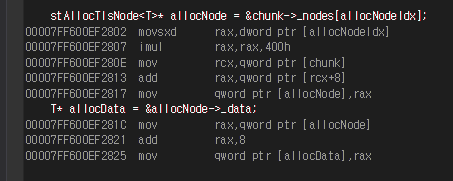 stAllocTlsNode<T>* allocNode = &chunk->_nodes[allocNodeIdx];
00007FF600EF2802 movsxd rax,dword ptr [allocNodeIdx]
00007FF600EF2807 imul rax,rax,400h
00007FF600EF280E mov rcx,qword ptr [chunk]
00007FF600EF2813 add rax,qword ptr [rcx+8]
00007FF600EF2817 mov qword ptr [allocNode],rax
T* allocData = &allocNode->_data;
00007FF600EF281C mov rax,qword ptr [allocNode]
00007FF600EF2821 add rax,8
00007FF600EF2825 mov qword ptr [allocData],rax